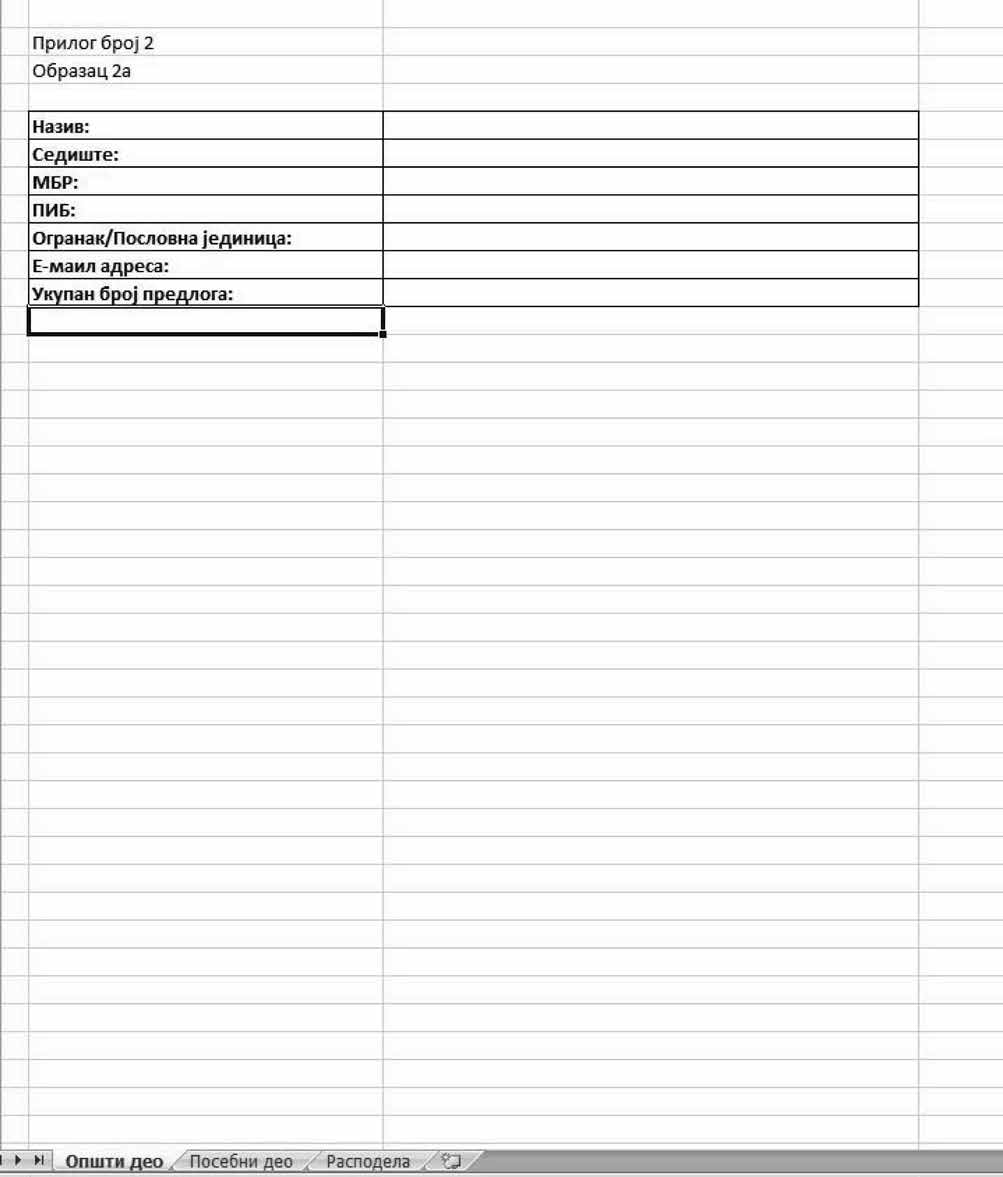 Прилог број 2
Образац 2а
Назив:
Седиште:
МБР:
ПИБ:
Огранак/Пословна јединица:
Е-маил адреса:
Укупан број предлога:
Општи део Посебни део Расподела